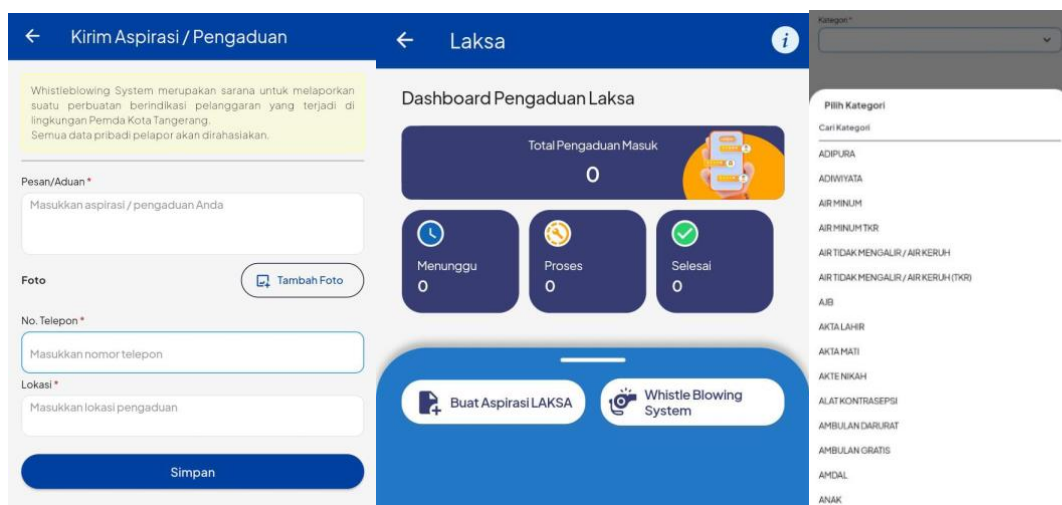 Kirim Aspirasi / Pengaduan
Whistleblowing System merupakan sarana untuk melaporkan
suatu perbuatan berindikasi pelanggaran yang terjadi di
lingkungan Pemda Kota Tangerang.
Semua data pribadi pelapor akan dirahasiakan.
Pesan/Aduan *
Masukkan aspirasi / pengaduan Anda
Foto
Tambah Foto
No. Telepon *
Masukkan nomor telepon
Lokasi *
Masukkan lokasi pengaduan
Simpan
Laksa
i
Dashboard Pengaduan Laksa
Total Pengaduan Masuk
0
Menunggu
0
Proses
0
Selesai
0
Buat Aspirasi LAKSA
Whistle Blowing
System
Kategori *
Pilih Kategori
Cari Kategori
ADIPURA
ADIWIYATA
AIR MINUM
AIR MINUM TKR
AIR TIDAK MENGALIR / AIR KERUH
AIR TIDAK MENGALIR / AIR KERUH (TKR)
AJB
AKTA LAHIR
AKTA MATI
AKTE NIKAH
ALAT KONTRASEPSI
AMBULAN DARURAT
AMBULAN GRATIS
AMDAL
ANAK